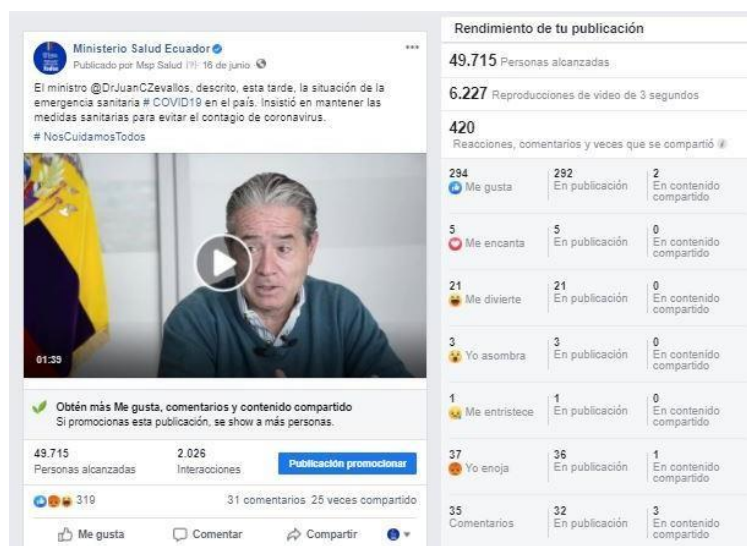 Ministerio Salud Ecuador
Publicado por Msp Salud [?] · 16 de junio ·
El ministro @DrJuanCZevallos, descrito, esta tarde, la situación de la
emergencia sanitaria # COVID19 en el país. Insistió en mantener las
medidas sanitarias para evitar el contagio de coronavirus.
# NosCuidamosTodos
01:39
Obtén más Me gusta, comentarios y contenido compartido
Si promocionas esta publicación, se show a más personas.
49.715
Personas alcanzadas
2.026
Interacciones
Publicación promocionar
319
31 comentarios 25 veces compartido
Me gusta
Comentar
Compartir
Rendimiento de tu publicación
49.715 Personas alcanzadas
6.227 Reproducciones de video de 3 segundos
420
Reacciones, comentarios y veces que se compartió
294
Me gusta
292
En publicación
2
En contenido
compartido
5
Me encanta
5
En publicación
0
En contenido
compartido
21
Me divierte
21
En publicación
0
En contenido
compartido
3
Yo asombra
3
En publicación
0
En contenido
compartido
1
Me entristece
1
En publicación
0
En contenido
compartido
37
Yo enoja
36
En publicación
1
En contenido
compartido
35
Comentarios
32
En publicación
3
En contenido
compartido